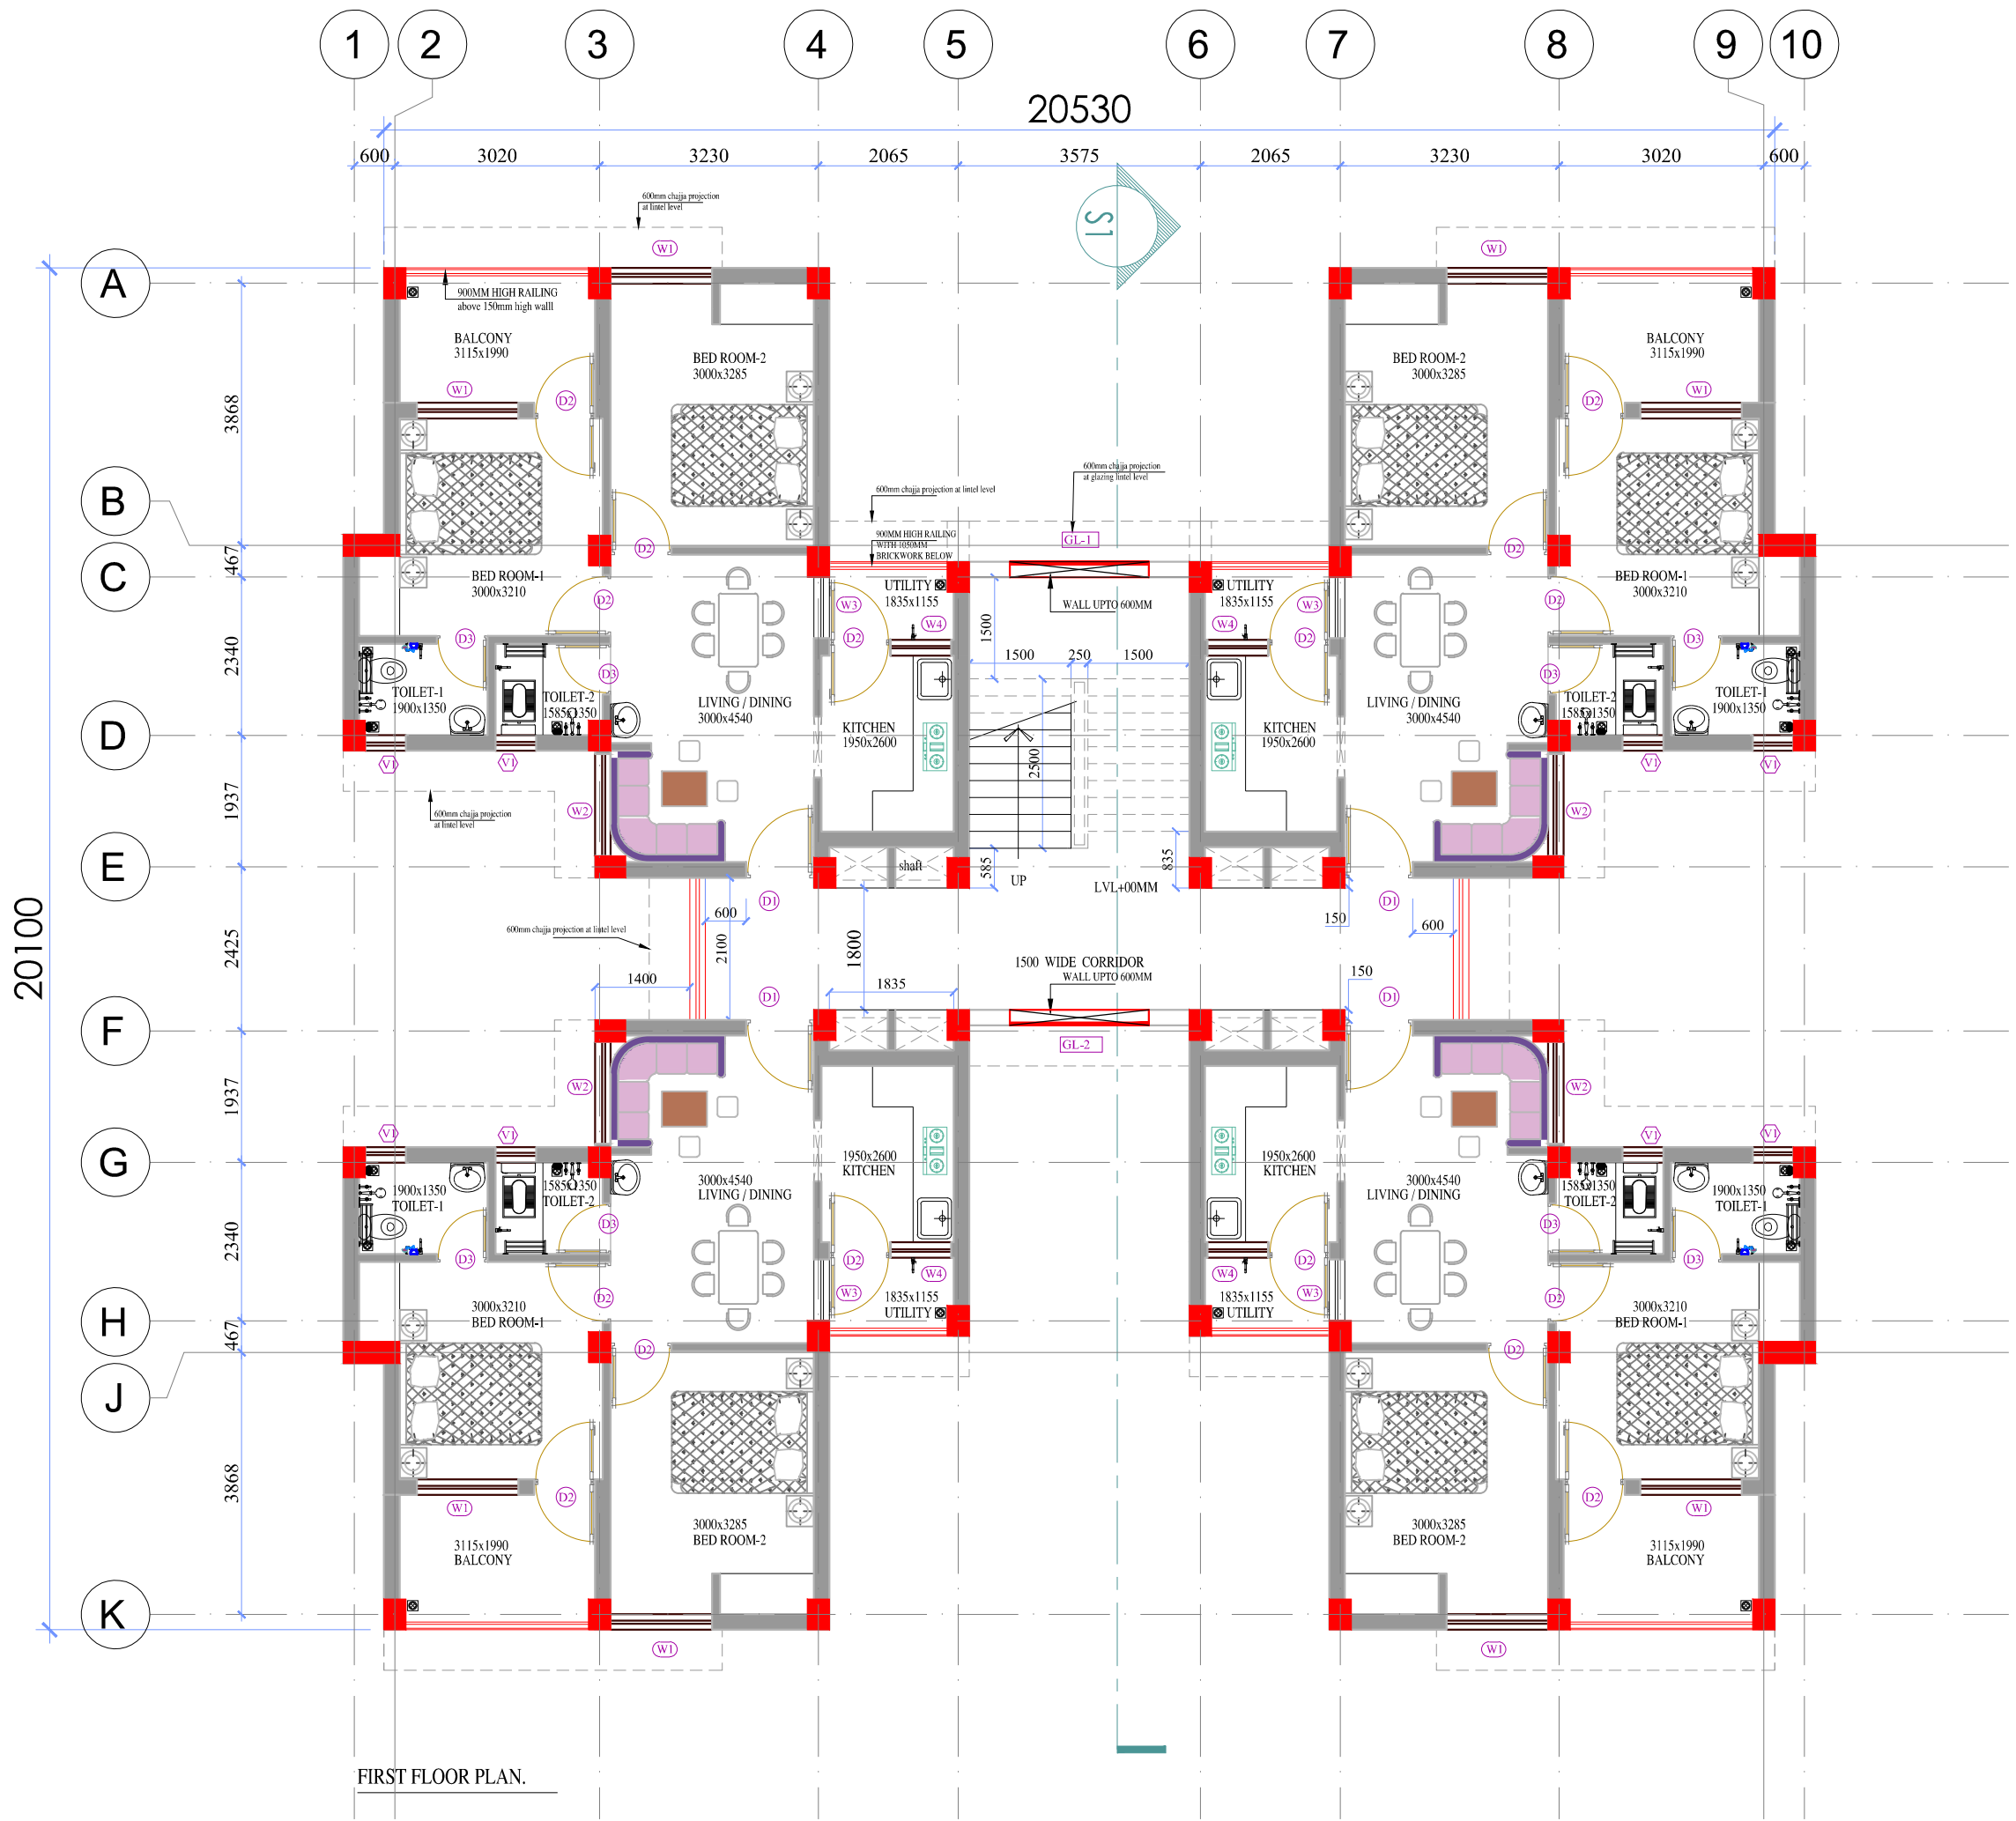 1 2 3 4 5 6 7 8 9 10
20530
600 3020 3230 2065 3575 2065 3230 3020 600
600mm chajja projection
at lintel level
S1
W1 W1
A
900MM HIGH RAILING
above 150mm high walll
BALCONY
3115x1990
BED ROOM-2
3000x3285
BED ROOM-2
3000x3285
BALCONY
3115x1990
W1 D2 D2 W1
3868
B
600mm chajja projection
at glazing lintel level
600mm chajja projection at lintel level
900MM HIGH RAILING
WITH 1050MM
BRICKWORK BELOW
GL-1
D2 D2
467
C
BED ROOM-1
3000x3210
UTILITY
1835x1155
WALL UPTO 600MM
UTILITY
1835x1155
BED ROOM-1
3000x3210
D2 W3 W3 D2
D3 D2 W4 1500 W4 D2 D3
2340
1500 250 1500
D3 D3
TOILET-1
1900x1350
TOILET-2
1585x1350
LIVING / DINING
3000x4540
KITCHEN
1950x2600
KITCHEN
1950x2600
LIVING / DINING
3000x4540
TOILET-2
1585x1350
TOILET-1
1900x1350
D
V1 V1 2500 V1 V1
1937
W2 W2
600mm chajja projection
at lintel level
E
shaft 585 UP 835
LVL+00MM
D1 D1
600 150 600
600mm chajja projection at lintel level
20100
2425
2100 1800
1500 WIDE CORRIDOR
WALL UPTO 600MM
1400 1835 150
D1 D1
F
GL-2
W2 W2
1937
V1 V1 V1 V1
G
1900x1350
TOILET-1
1585x1350
TOILET-2
3000x4540
LIVING / DINING
1950x2600
KITCHEN
1950x2600
KITCHEN
3000x4540
LIVING / DINING
1585x1350
TOILET-2
1900x1350
TOILET-1
D3 D3
2340
D3 D2 W4 W4 D2 D3
D2 W3 W3 D2
3000x3210
BED ROOM-1
1835x1155
UTILITY
1835x1155
UTILITY
3000x3210
BED ROOM-1
H
467
D2 D2
J
3868
W1 D2 D2 W1
3115x1990
BALCONY
3000x3285
BED ROOM-2
3000x3285
BED ROOM-2
3115x1990
BALCONY
K
W1 W1
FIRST FLOOR PLAN.